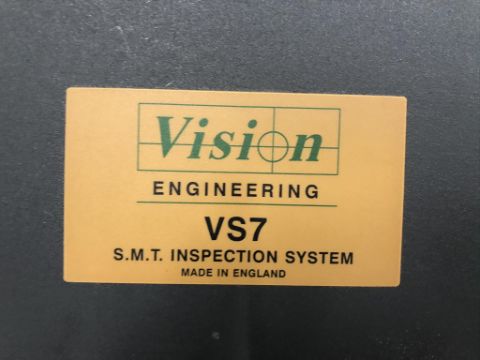 Vision
ENGINEERING
VS7
S.M.T. INSPECTION SYSTEM
MADE IN ENGLAND